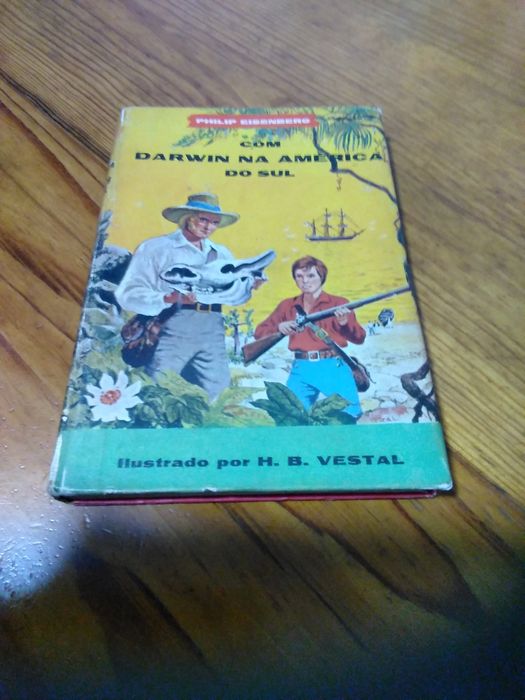 PHILIP EISENBERG
COM
DARWIN NA AMÉRICA
DO SUL
Ilustrado por H. B. VESTAL